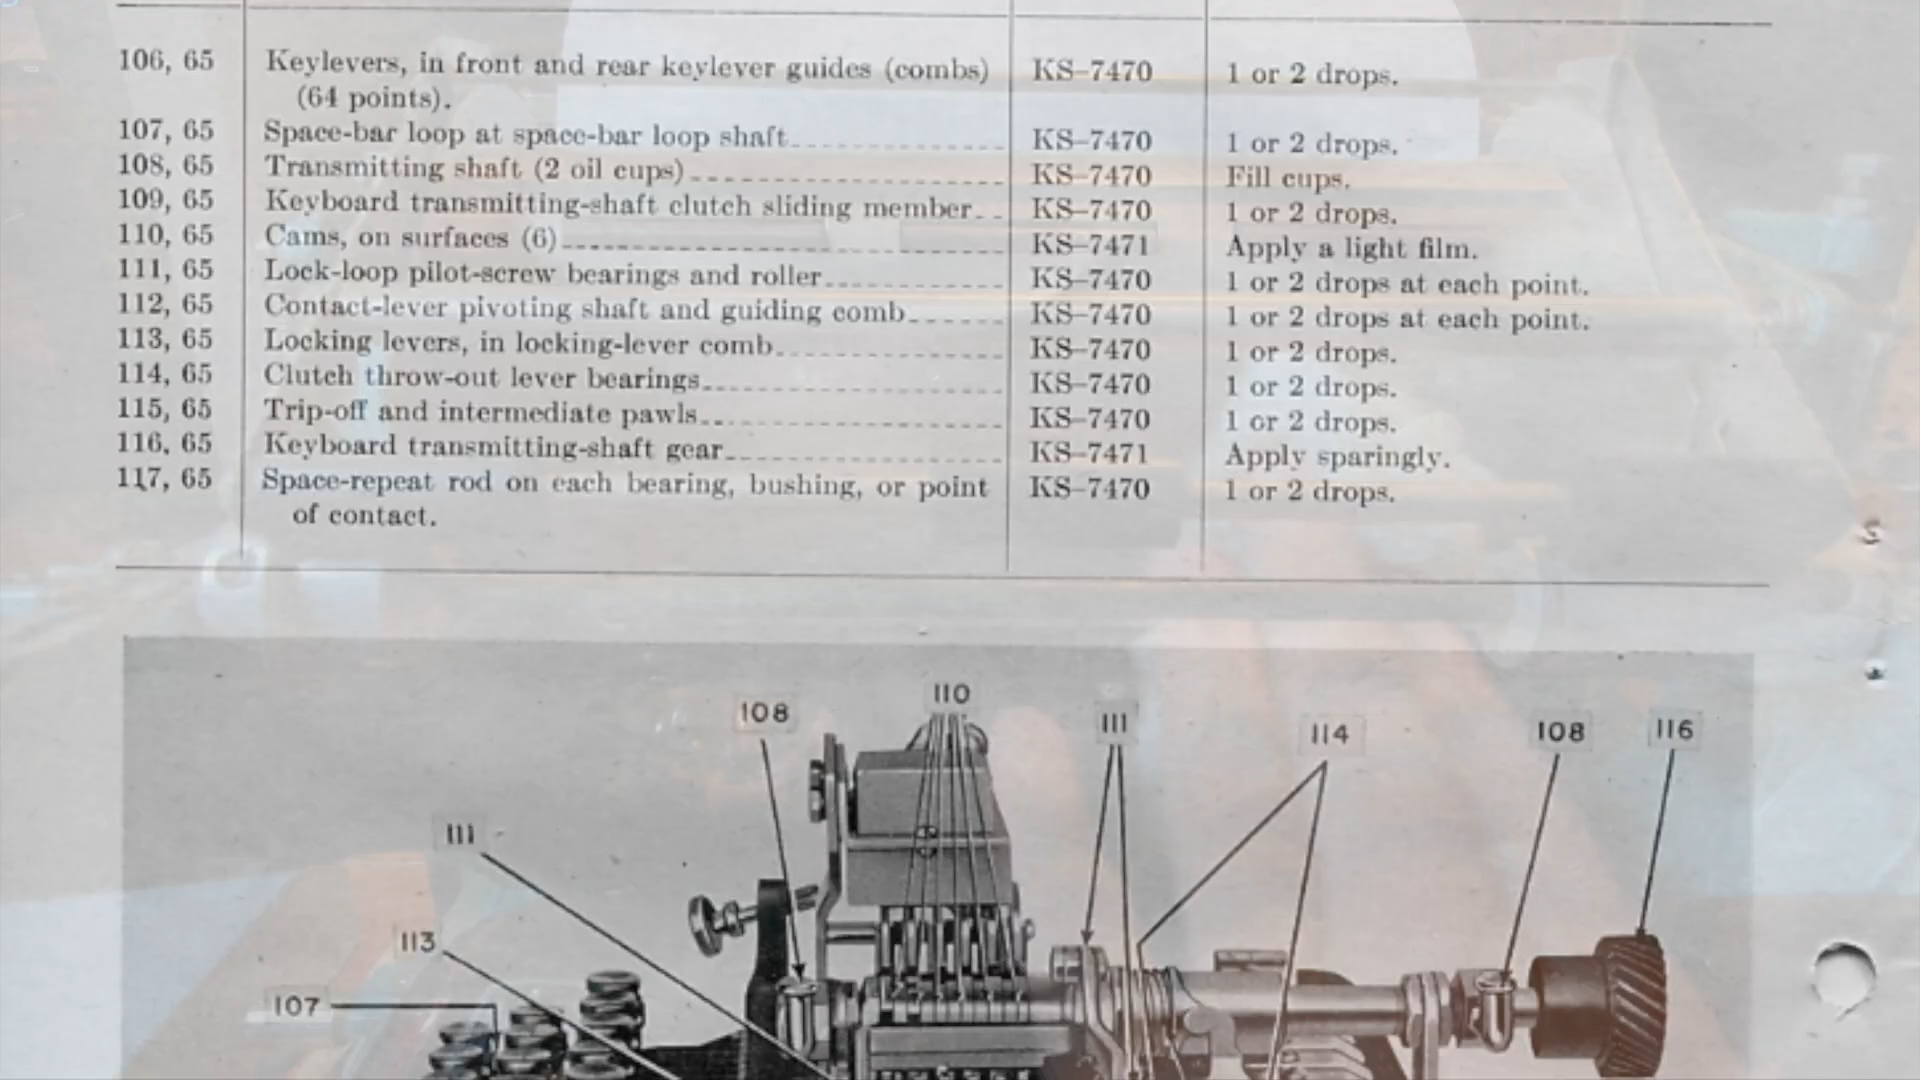 106, 65 Keylevers, in front and rear keylever guides (combs) KS-7470 1 or 2 drops.
(64 points).
107, 65 Space-bar loop at space-bar loop shaft KS-7470 1 or 2 drops.
108, 65 Transmitting shaft (2 oil cups) KS-7470 Fill cups.
109, 65 Keyboard transmitting-shaft clutch sliding member KS-7470 1 or 2 drops.
110, 65 Cams, on surfaces (6) KS-7471 Apply a light film.
111, 65 Lock-loop pilot-screw bearings and roller KS-7470 1 or 2 drops at each point.
112, 65 Contact-lever pivoting shaft and guiding comb KS-7470 1 or 2 drops at each point.
113, 65 Locking levers, in locking-lever comb KS-7470 1 or 2 drops.
114, 65 Clutch throw-out lever bearings KS-7470 1 or 2 drops.
115, 65 Trip-off and intermediate pawls KS-7470 1 or 2 drops.
116, 65 Keyboard transmitting-shaft gear KS-7471 Apply sparingly.
117, 65 Space-repeat rod on each bearing, bushing, or point KS-7470 1 or 2 drops.
of contact.
108 110 111 114 108 116
111
113
107